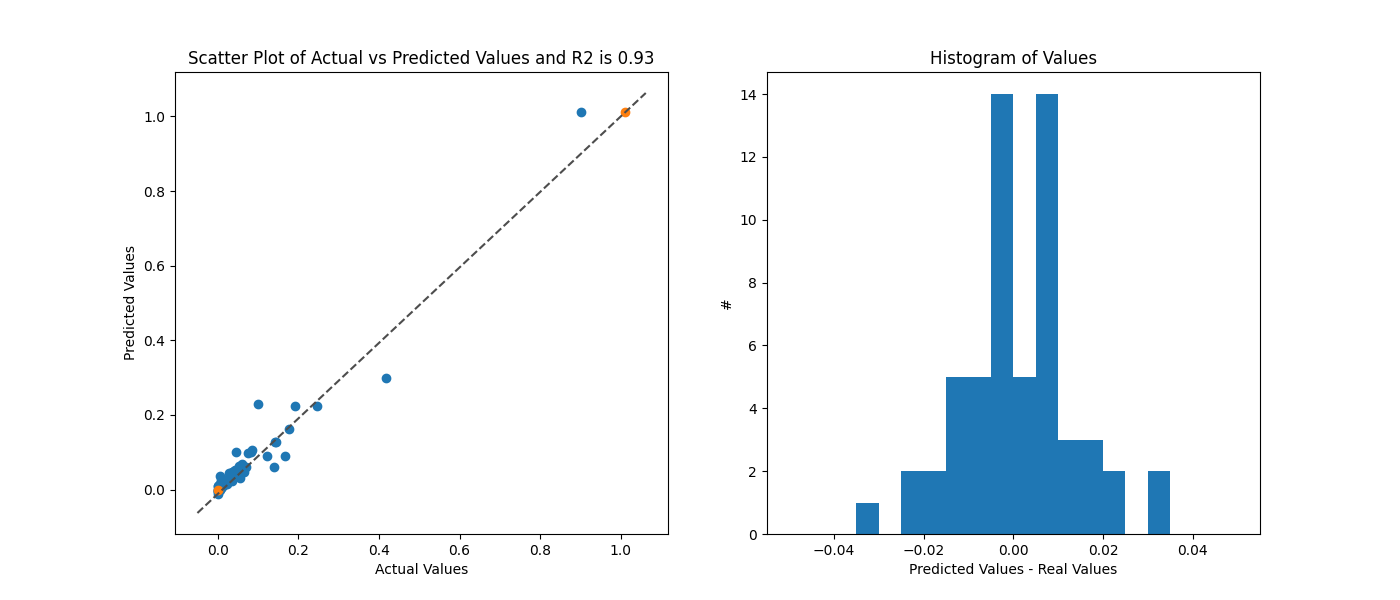 Scatter Plot of Actual vs Predicted Values and R2 is 0.93
1.0
0.8
0.6
0.4
0.2
0.0
Predicted Values
0.0 0.2 0.4 0.6 0.8 1.0
Actual Values
Histogram of Values
14
12
10
8
6
4
2
0
#
−0.04 −0.02 0.00 0.02 0.04
Predicted Values - Real Values